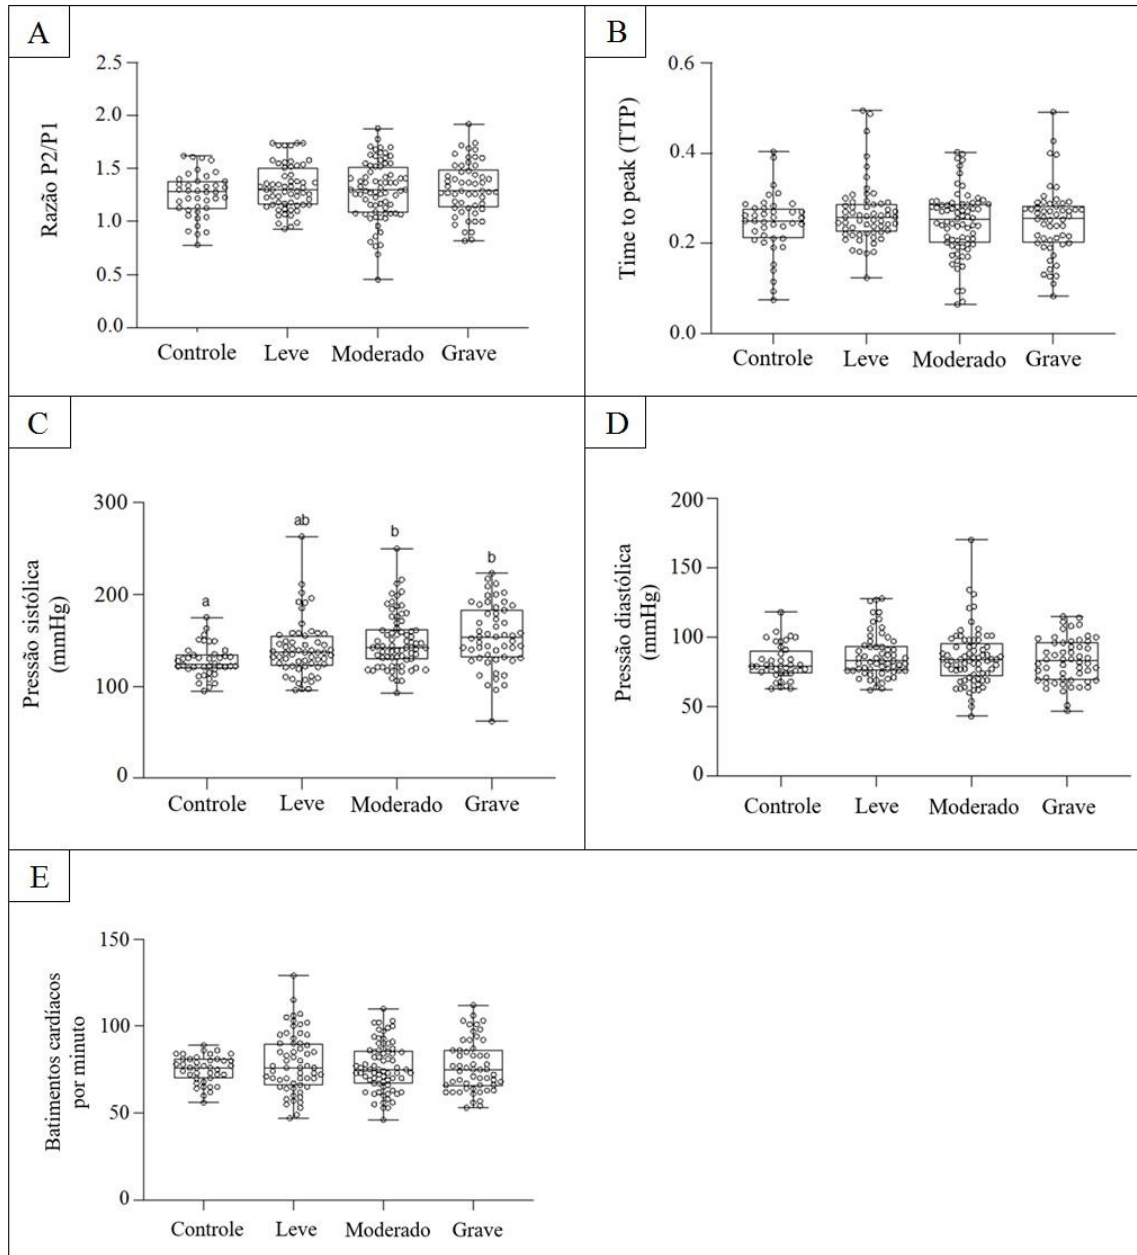 A
Razão P2/P1
2.5
2.0
1.5
1.0
0.5
0.0
Controle Leve Moderado Grave
B
Time to peak (TTP)
0.6
0.4
0.2
0.0
Controle Leve Moderado Grave
C
Pressão sistólica
(mmHg)
300
200
100
0
a ab b b
Controle Leve Moderado Grave
D
Pressão diastólica
(mmHg)
200
150
100
50
0
Controle Leve Moderado Grave
E
Batimentos cardíacos
por minuto
150
100
50
0
Controle Leve Moderado Grave